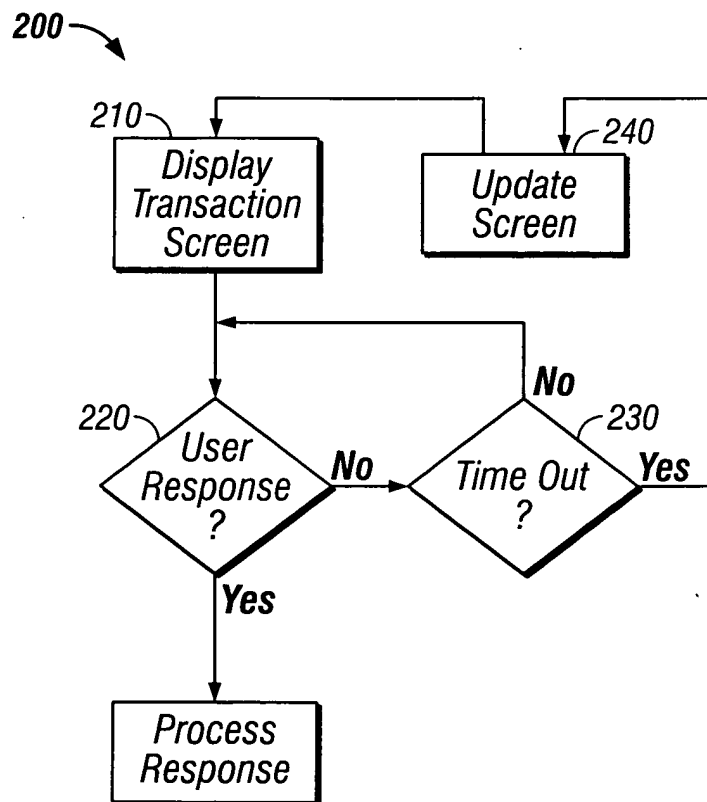 200
210
Display
Transaction
Screen
240
Update
Screen
220
User
Response
?
No
Yes
230
Time Out
?
No
Yes
Process
Response